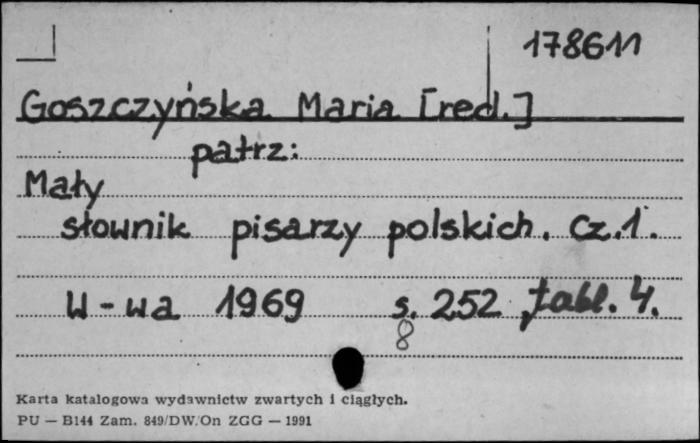 178611
Goszczyńska Maria [red.]
patrz:
Mały
słownik pisarzy polskich. Cz.1.
W-wa 1969 s. 252, tabl. 4.
8
Karta katalogowa wydawnictw zwartych i ciągłych.
PU — B144 Zam. 849/DW/On ZGG — 1991